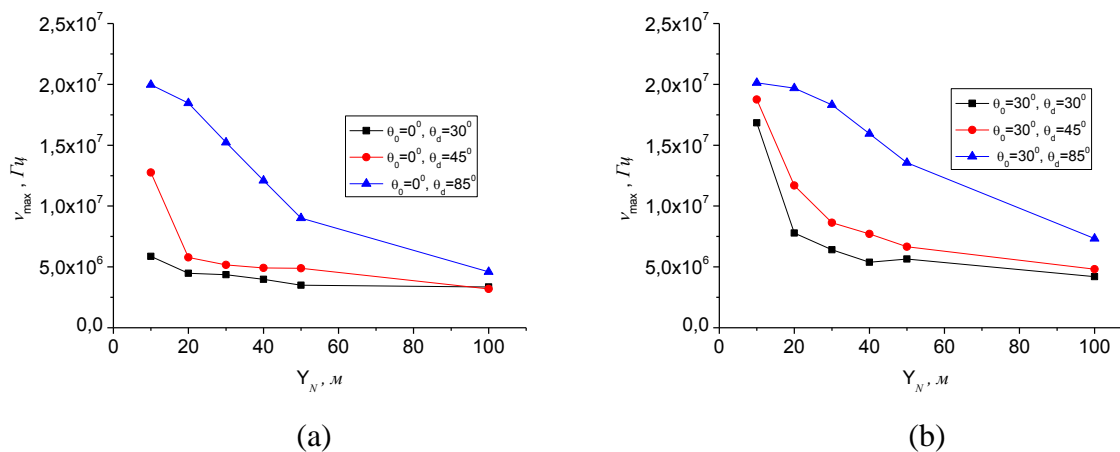 2,5x10⁷
2,0x10⁷
1,5x10⁷
1,0x10⁷
5,0x10⁶
0,0
ν_max , Гц
0 20 40 60 80 100
Y_N , м
θ₀=0⁰, θ_d=30⁰
θ₀=0⁰, θ_d=45⁰
θ₀=0⁰, θ_d=85⁰
(a)
2,5x10⁷
2,0x10⁷
1,5x10⁷
1,0x10⁷
5,0x10⁶
0,0
ν_max , Гц
0 20 40 60 80 100
Y_N , м
θ₀=30⁰, θ_d=30⁰
θ₀=30⁰, θ_d=45⁰
θ₀=30⁰, θ_d=85⁰
(b)